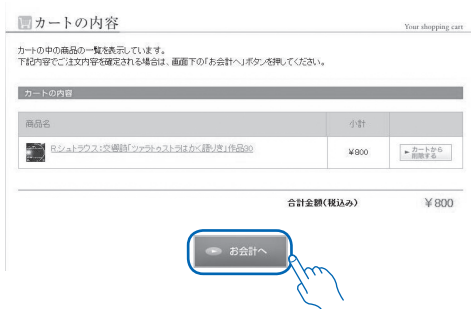 カートの内容
Your shopping cart
カートの中の商品の一覧を表示しています。
下記内容でご注文内容を確定される場合は、画面下の「お会計へ」ボタンを押してください。
カートの内容
商品名 小計
R.シュトラウス:交響詩「ツァラトゥストラはかく語りき」作品30 ¥800 カートから削除する
合計金額(税込み) ¥800
お会計へ